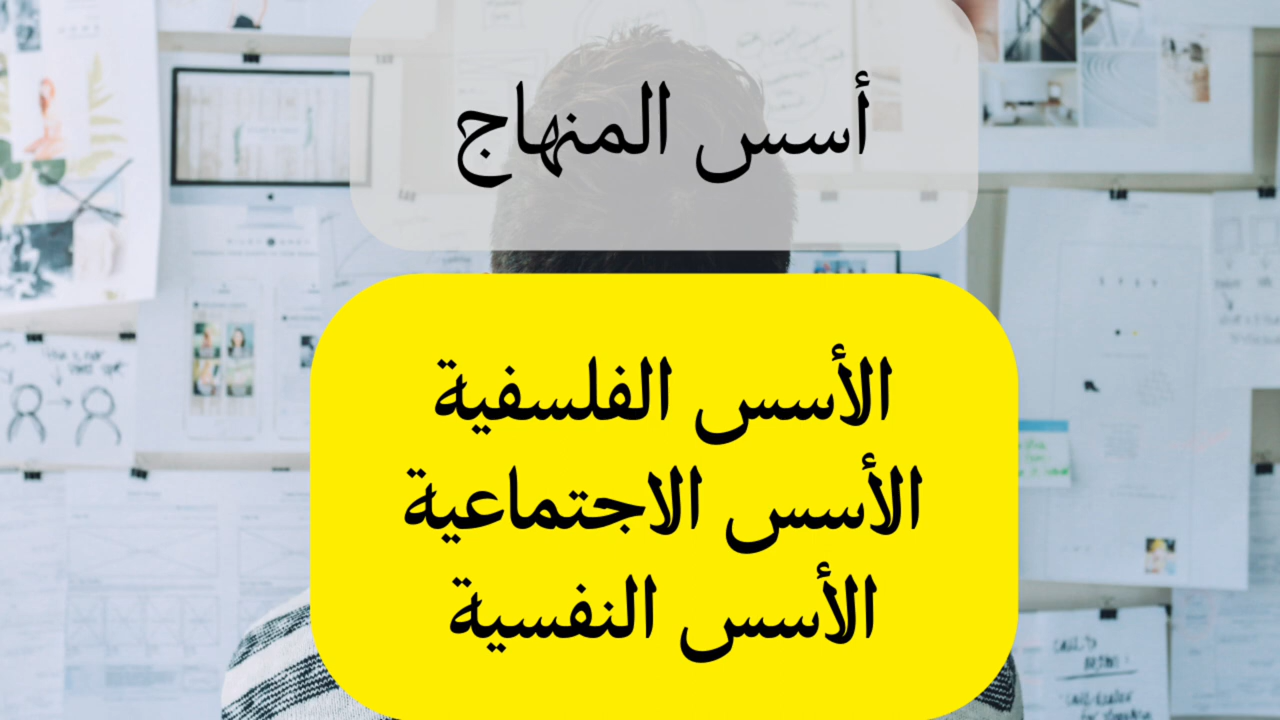 أسس المنهاج
الأسس الفلسفية
الأسس الاجتماعية
الأسس النفسية